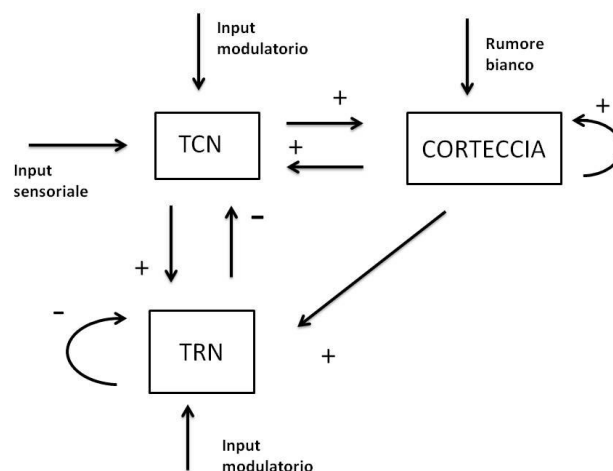 Input
modulatorio
Rumore
bianco
+
+
TCN
+
CORTECCIA
Input
sensoriale
-
+
-
TRN
+
Input
modulatorio